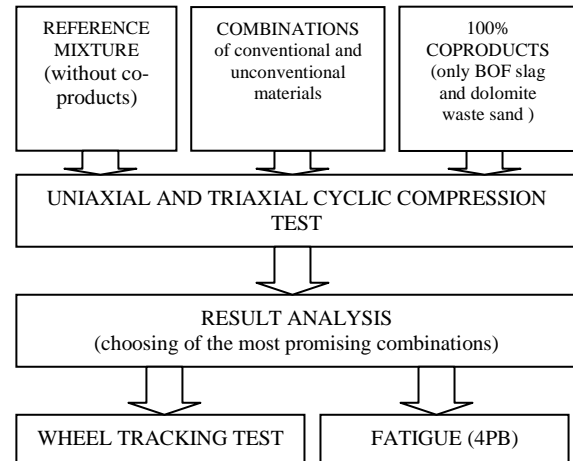 REFERENCE
MIXTURE
(without co-
products)
COMBINATIONS
of conventional and
unconventional
materials
100%
COPRODUCTS
(only BOF slag
and dolomite
waste sand )
UNIAXIAL AND TRIAXIAL CYCLIC COMPRESSION
TEST
RESULT ANALYSIS
(choosing of the most promising combinations)
WHEEL TRACKING TEST
FATIGUE (4PB)